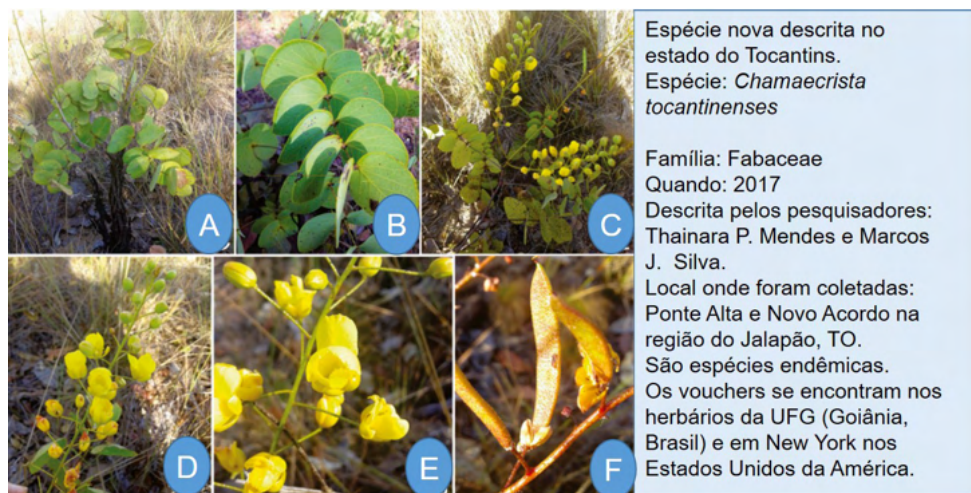 A
B
C
D
E
F
Espécie nova descrita no
estado do Tocantins.
Espécie: Chamaecrista
tocantinenses
Família: Fabaceae
Quando: 2017
Descrita pelos pesquisadores:
Thainara P. Mendes e Marcos
J. Silva.
Local onde foram coletadas:
Ponte Alta e Novo Acordo na
região do Jalapão, TO.
São espécies endêmicas.
Os vouchers se encontram nos
herbários da UFG (Goiânia,
Brasil) e em New York nos
Estados Unidos da América.